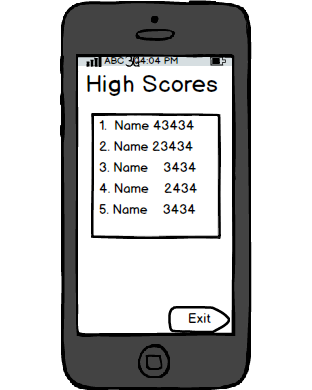 ABC 3G 4:04 PM
High Scores
1. Name 43434
2. Name 23434
3. Name 3434
4. Name 2434
5. Name 3434
Exit